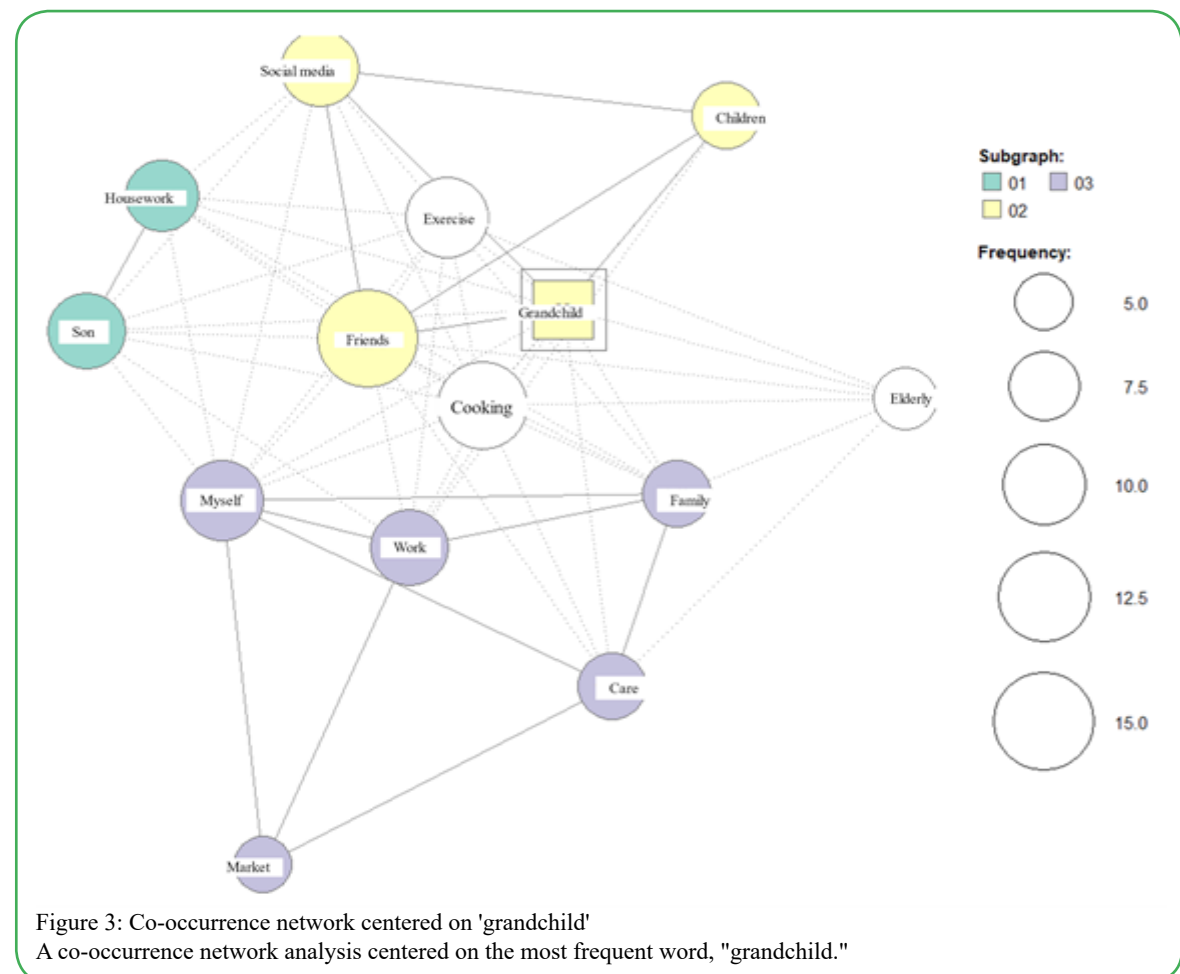 Social media
Children
Housework
Exercise
Grandchild
Son
Friends
Cooking
Elderly
Myself
Family
Work
Care
Market
Subgraph:
01 03
02
Frequency:
5.0
7.5
10.0
12.5
15.0
Figure 3: Co-occurrence network centered on 'grandchild'
A co-occurrence network analysis centered on the most frequent word, "grandchild."